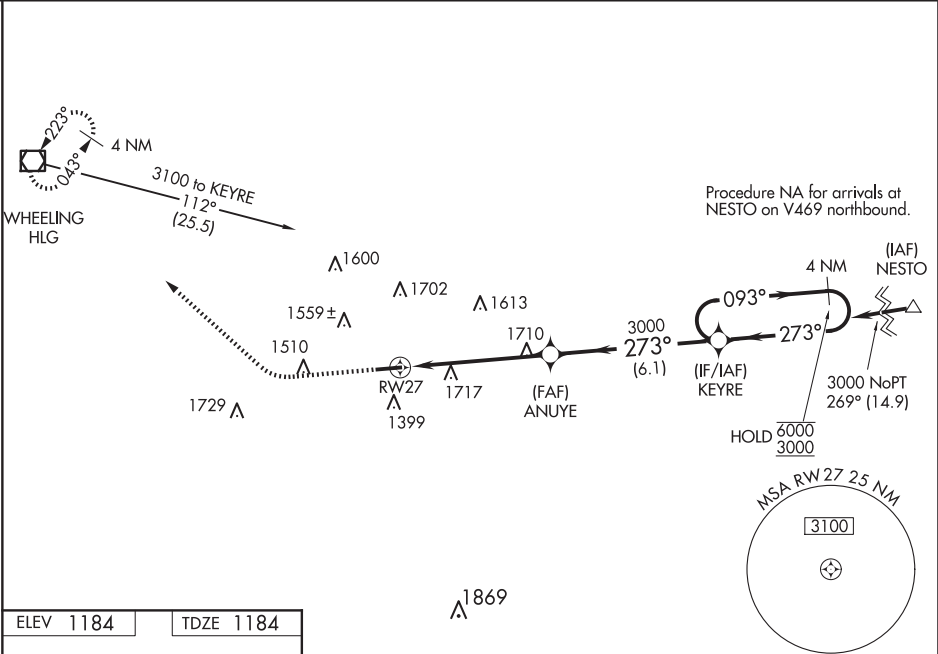 223°
043°
4 NM
WHEELING
HLG
3100 to KEYRE
112°
(25.5)
Procedure NA for arrivals at
NESTO on V469 northbound.
(IAF)
NESTO
4 NM
093°
273°
1600
1702
1613
1559 ±
1510
1710
3000
273°
(6.1)
(IF/IAF)
KEYRE
3000 NoPT
269° (14.9)
RW27
1717
(FAF)
ANUYE
1729
1399
HOLD 6000
3000
MSA RW27 25 NM
3100
1869
ELEV 1184
TDZE 1184